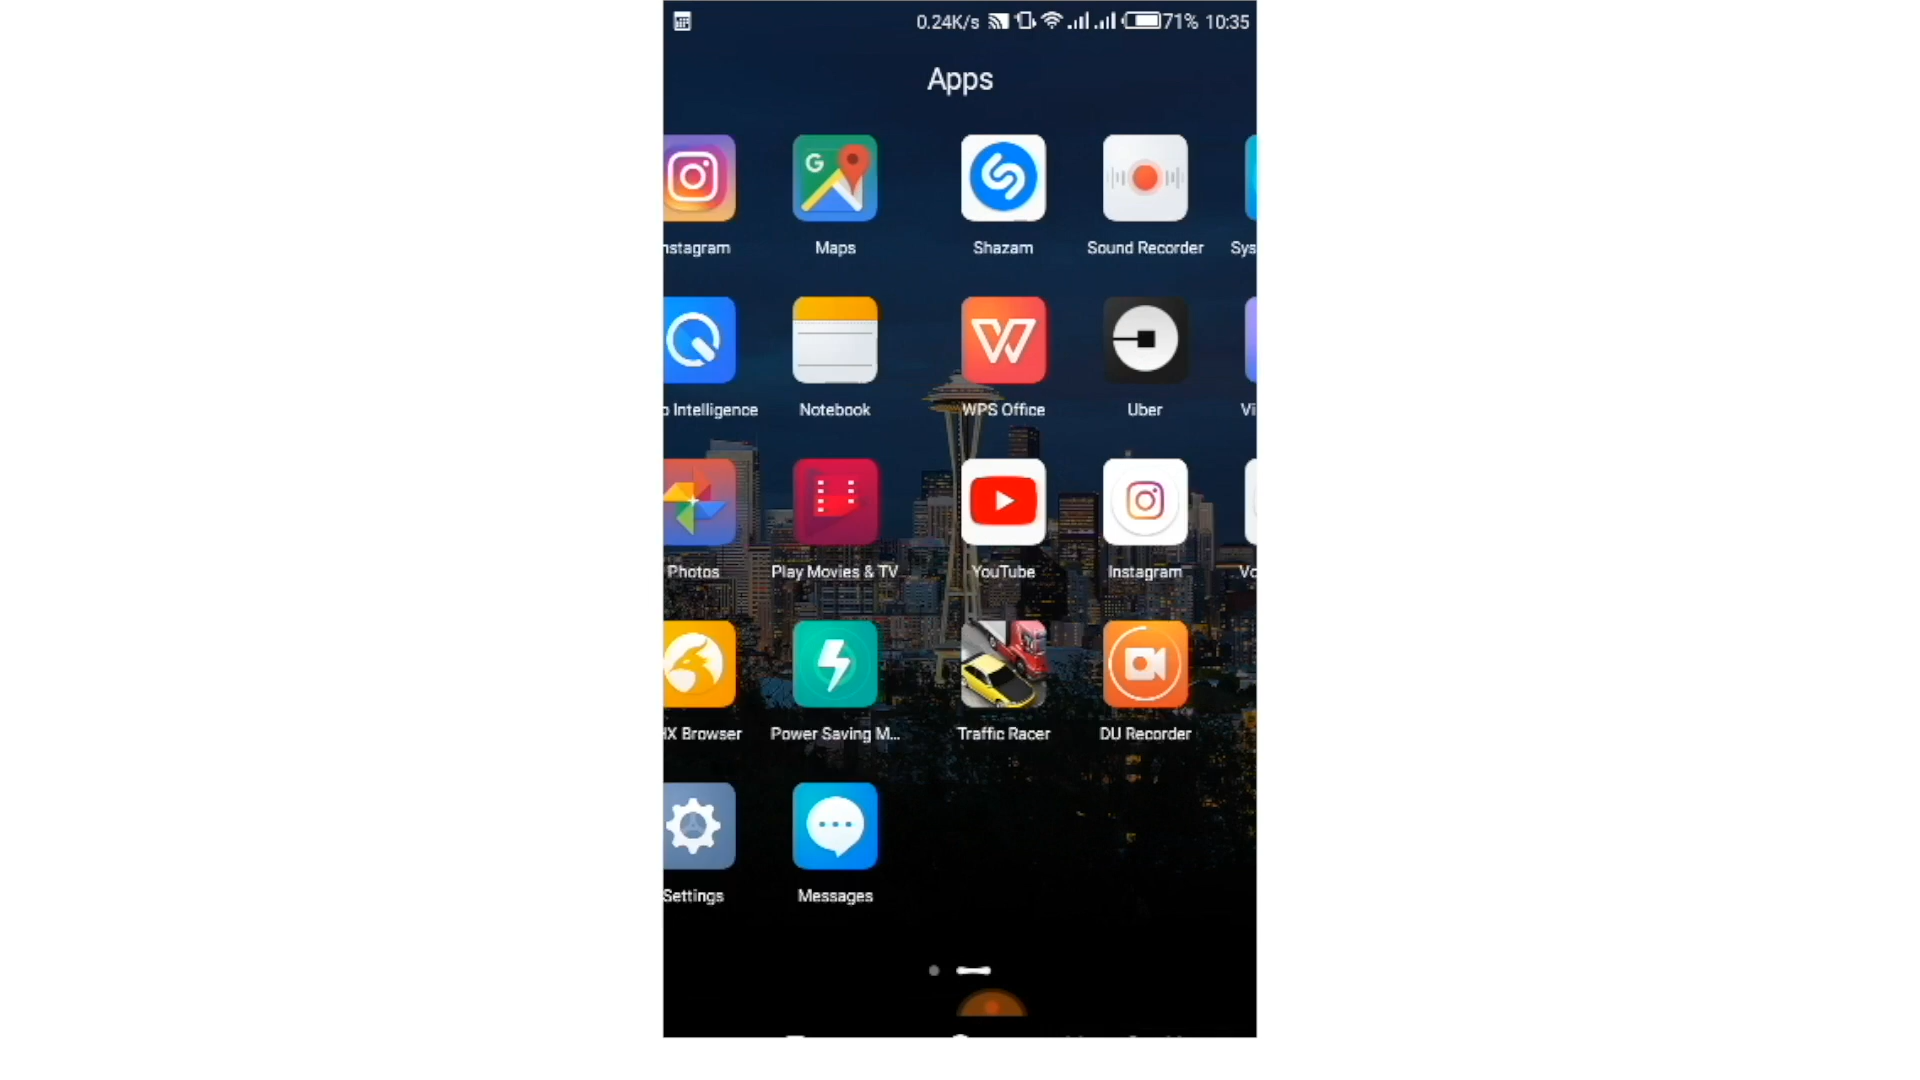 0.24K/s 71% 10:35
Apps
nstagram Maps Shazam Sound Recorder Sys
o Intelligence Notebook WPS Office Uber Vi
Photos Play Movies & TV YouTube Instagram Vo
X Browser Power Saving M... Traffic Racer DU Recorder
Settings Messages